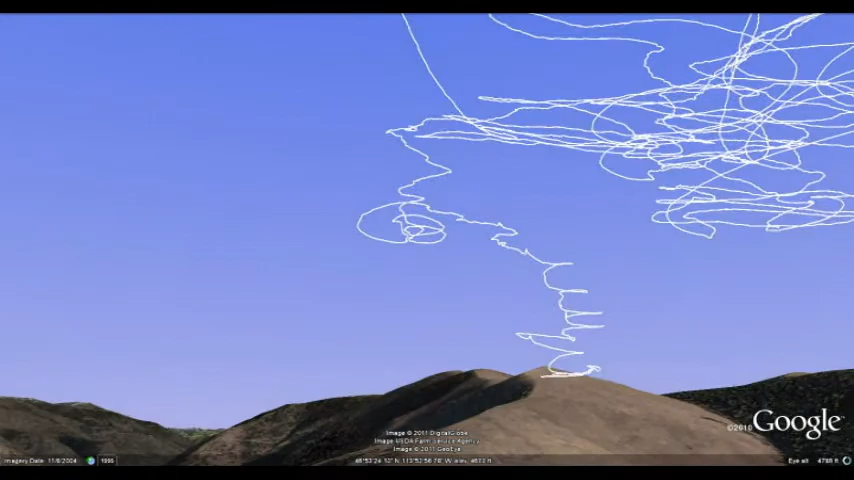 ©2010 Google
Image © 2011 DigitalGlobe
Image USDA Farm Service Agency
Image © 2011 GeoEye
Imagery Date: 11/8/2004
1995
Eye alt